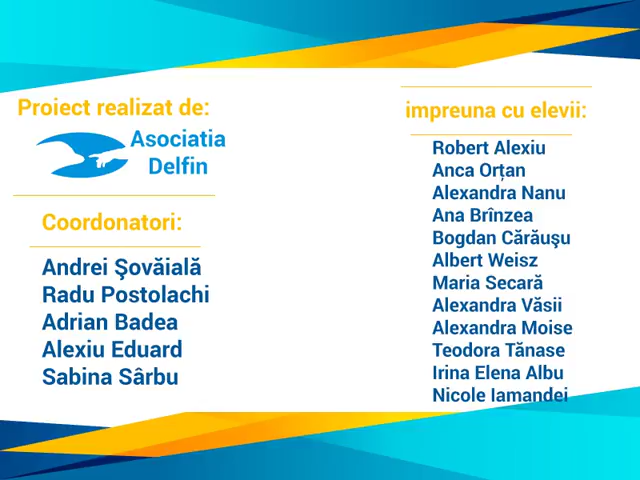 Proiect realizat de:
Asociatia
Delfin
Coordonatori:
Andrei Şovăială
Radu Postolachi
Adrian Badea
Alexiu Eduard
Sabina Sârbu
impreuna cu elevii:
Robert Alexiu
Anca Orțan
Alexandra Nanu
Ana Brînzea
Bogdan Cărăuşu
Albert Weisz
Maria Secară
Alexandra Văsii
Alexandra Moise
Teodora Tănase
Irina Elena Albu
Nicole Iamandei